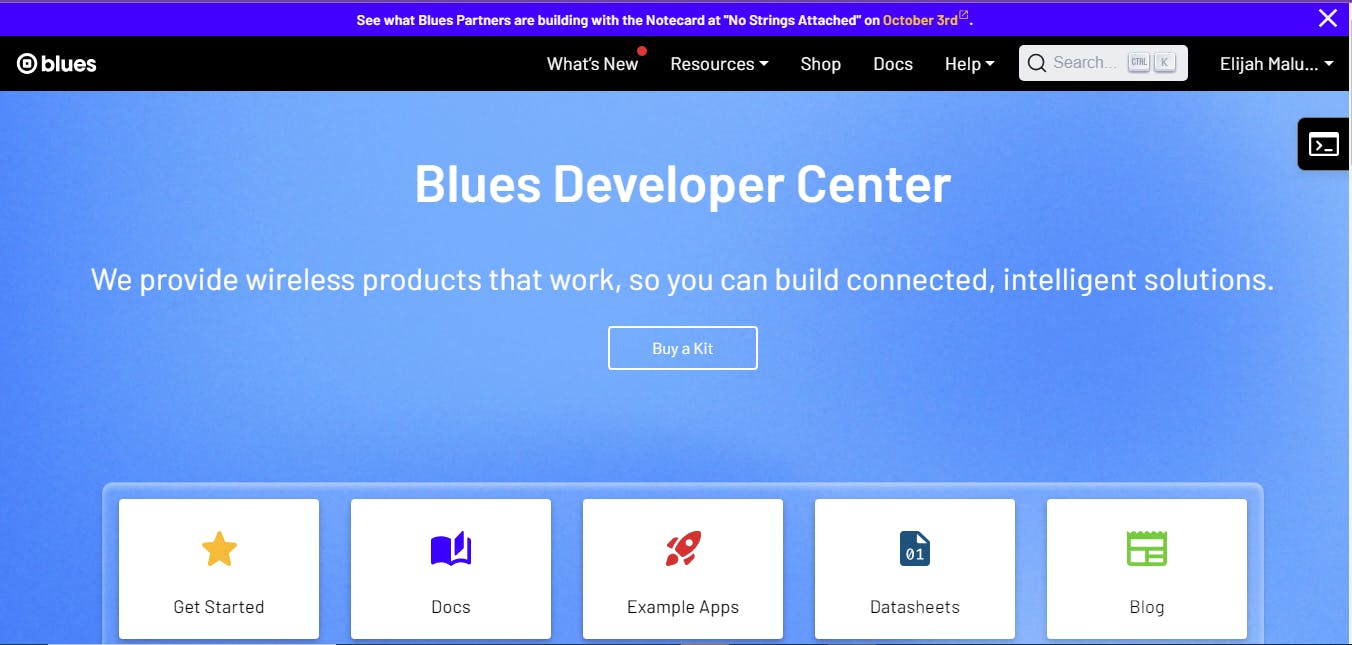 See what Blues Partners are building with the Notecard at "No Strings Attached" on October 3rd.
blues
What's New
Resources
Shop
Docs
Help
Search...
CTRL
K
Elijah Malu...
Blues Developer Center
We provide wireless products that work, so you can build connected, intelligent solutions.
Buy a Kit
01
Get Started
Docs
Example Apps
Datasheets
Blog